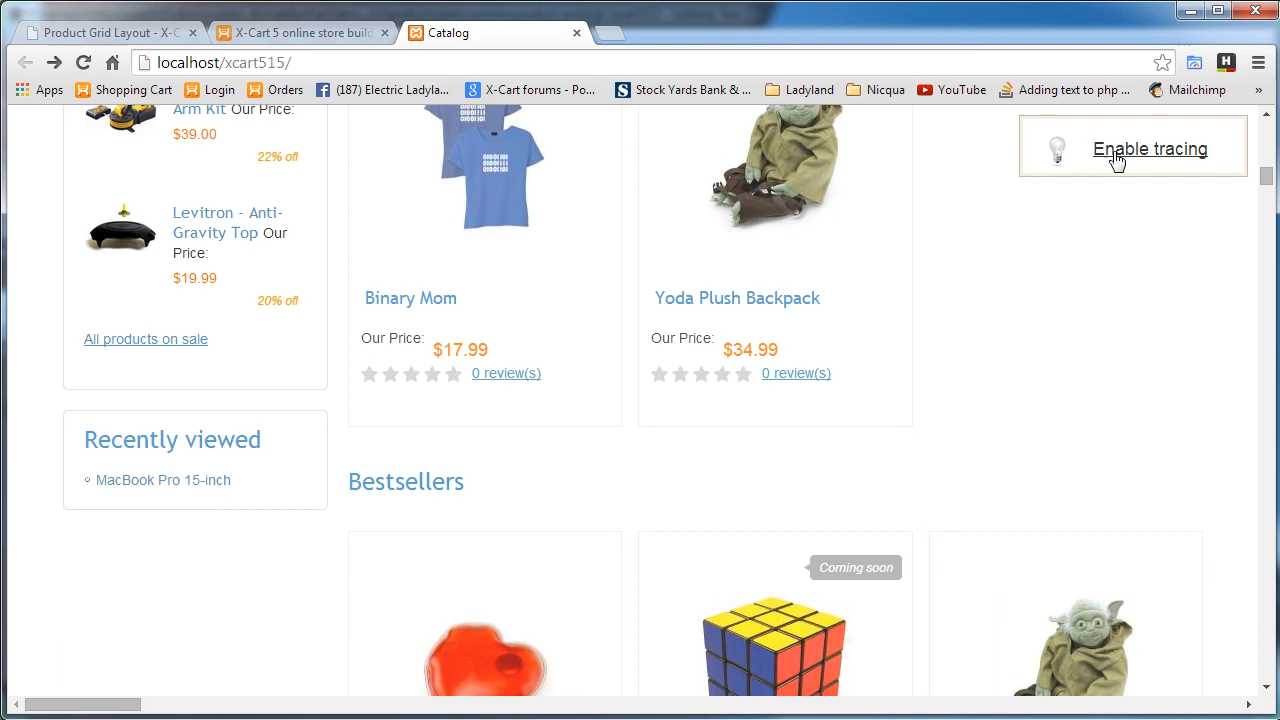 Product Grid Layout - X-C
X-Cart 5 online store build
Catalog
localhost/xcart515/
Apps
Shopping Cart
Login
Orders
(187) Electric Ladyla...
X-Cart forums - Po...
Stock Yards Bank & ...
Ladyland
Nicque
YouTube
Adding text to php ...
Mailchimp
»
Arm Kit Our Price:
$39.00
22% off
Levitron - Anti-
Gravity Top Our
Price:
$19.99
20% off
All products on sale
Recently viewed
MacBook Pro 15-inch
Binary Mom
Our Price: $17.99
0 review(s)
Yoda Plush Backpack
Our Price: $34.99
0 review(s)
Enable tracing
Bestsellers
Coming soon